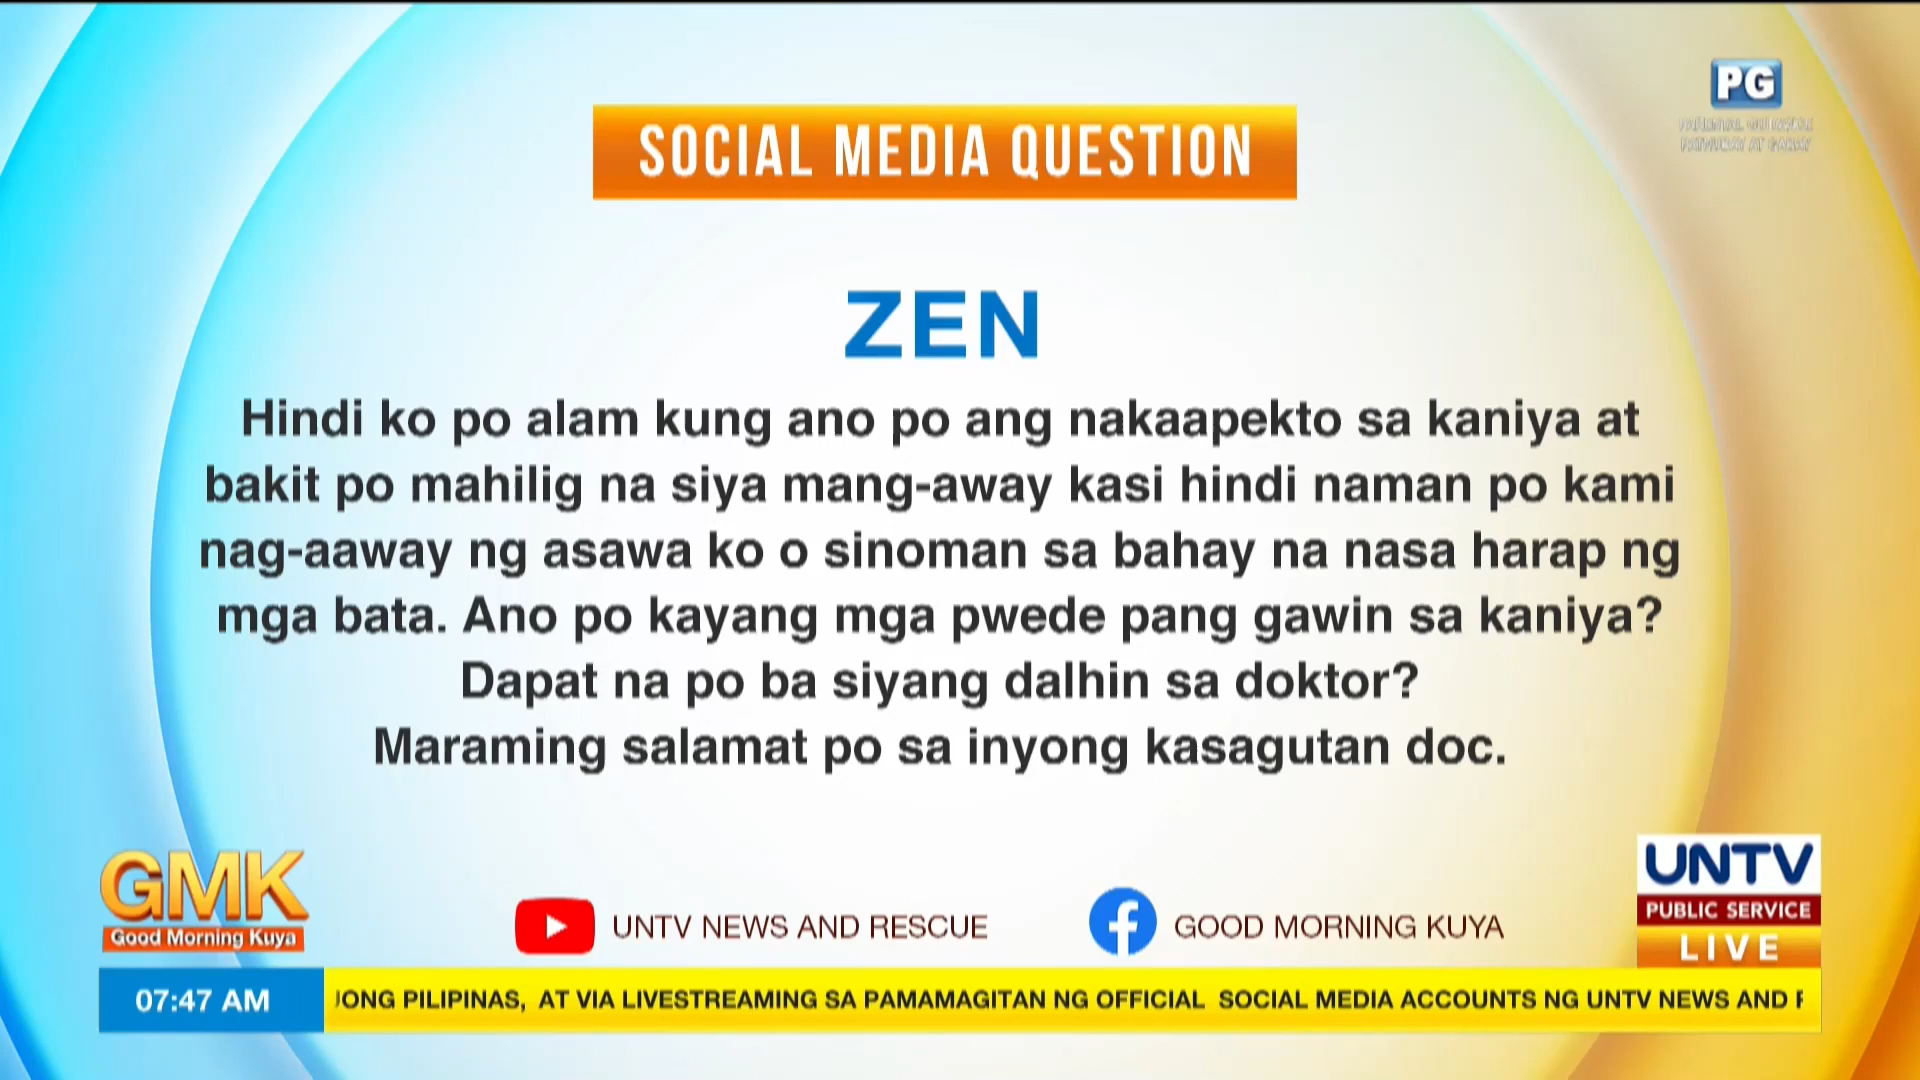 PG
SOCIAL MEDIA QUESTION
ZEN
Hindi ko po alam kung ano po ang nakaapekto sa kaniya at
bakit po mahilig na siya mang-away kasi hindi naman po kami
nag-aaway ng asawa ko o sinoman sa bahay na nasa harap ng
mga bata. Ano po kayang mga pwede pang gawin sa kaniya?
Dapat na po ba siyang dalhin sa doktor?
Maraming salamat po sa inyong kasagutan doc.
GMK
Good Morning Kuya
UNTV NEWS AND RESCUE
GOOD MORNING KUYA
UNTV
PUBLIC SERVICE
LIVE
07:47 AM
PILIPINAS, AT VIA LIVESTREAMING SA PAMAMAGITAN NG OFFICIAL SOCIAL MEDIA ACCOUNTS NG UNTV NEWS AND